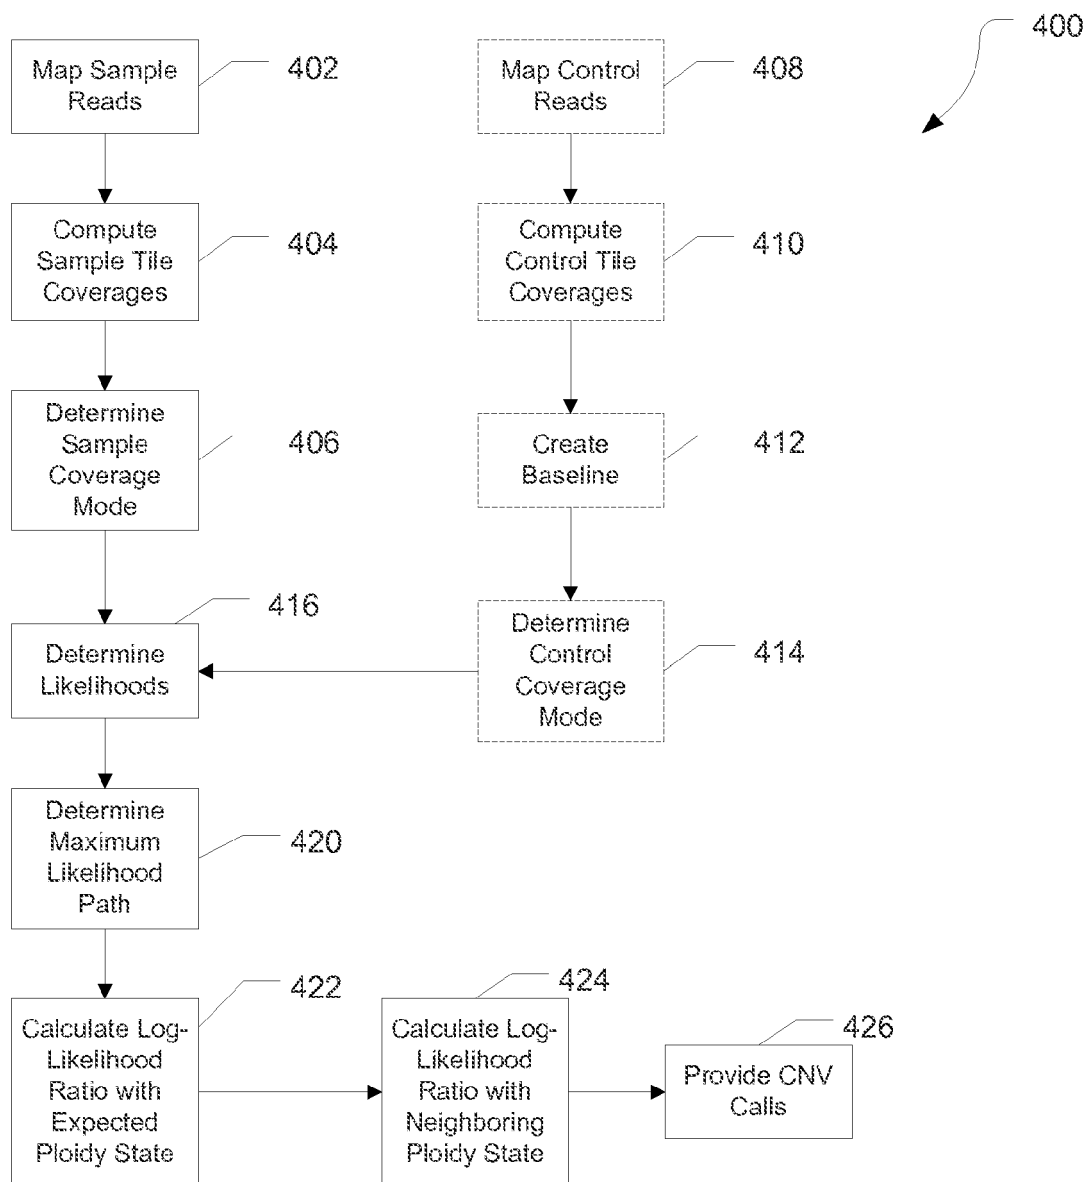 400
Map Sample
Reads
402
Map Control
Reads
408
Compute
Sample Tile
Coverages
404
Compute
Control Tile
Coverages
410
Determine
Sample
Coverage
Mode
406
Create
Baseline
412
416
Determine
Likelihoods
Determine
Control
Coverage
Mode
414
Determine
Maximum
Likelihood
Path
420
Calculate Log-
Likelihood
Ratio with
Expected
Ploidy State
422
424
Calculate Log-
Likelihood
Ratio with
Neighboring
Ploidy State
426
Provide CNV
Calls